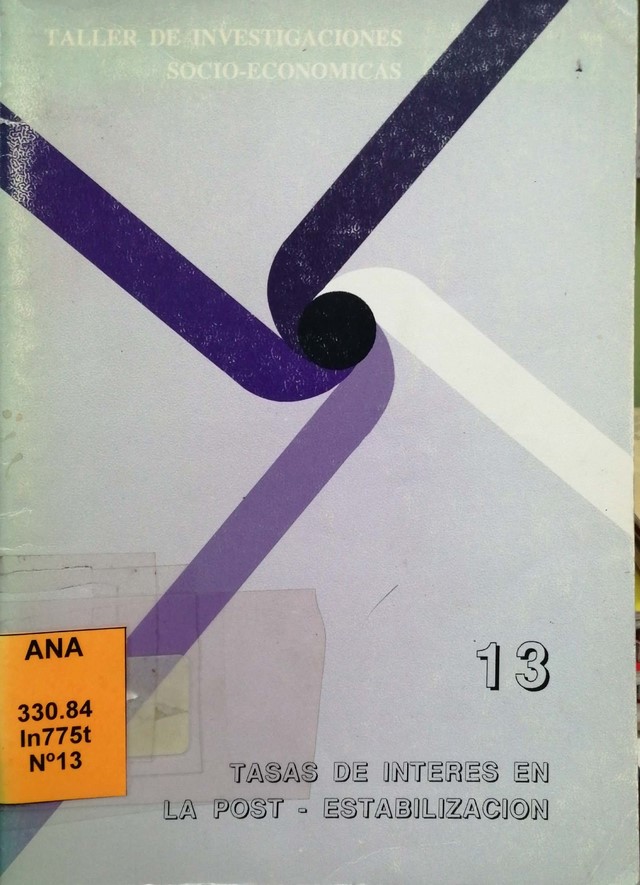 TALLER DE INVESTIGACIONES
SOCIO-ECONOMICAS
13
TASAS DE INTERES EN
LA POST - ESTABILIZACION
ANA
330.84
In775t
Nº13